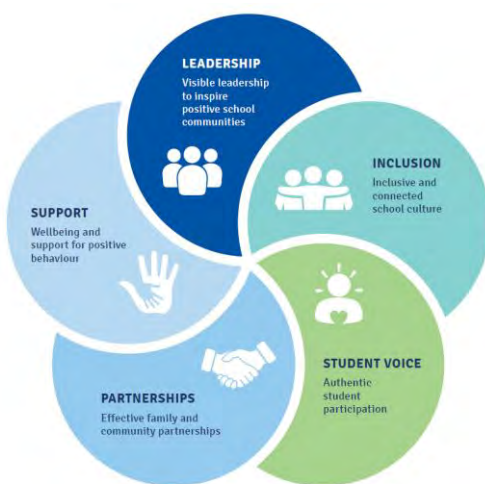 LEADERSHIP
Visible leadership
to inspire
positive school
communities
INCLUSION
Inclusive and
connected
school culture
STUDENT VOICE
Authentic
student
participation
PARTNERSHIPS
Effective family and
community partnerships
SUPPORT
Wellbeing and
support for positive
behaviour